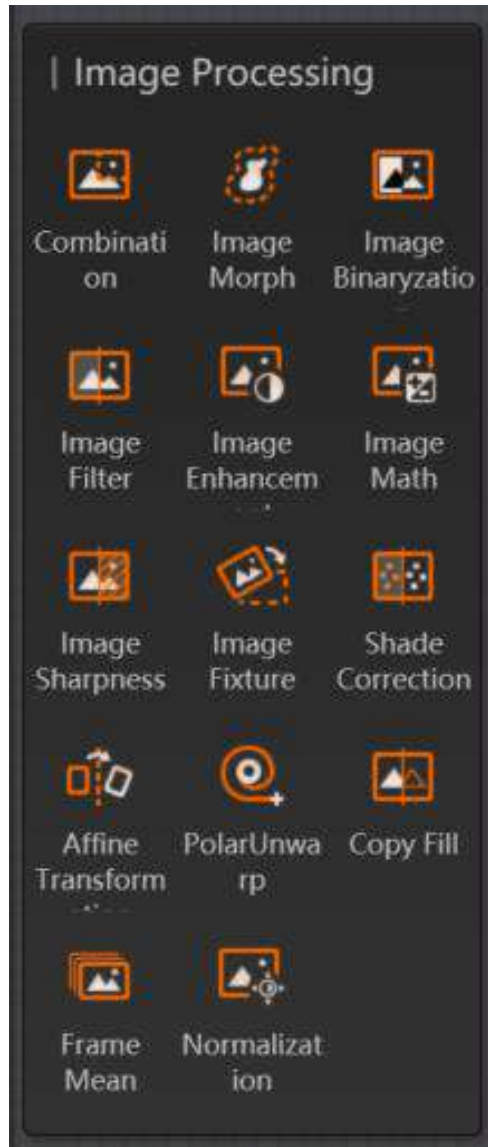 Image Processing
Combinati
on
Image
Morph
Image
Binaryzatio
Image
Filter
Image
Enhancem
Image
Math
Image
Sharpness
Image
Fixture
Shade
Correction
Affine
Transform
PolarUnwa
rp
Copy Fill
Frame
Mean
Normalizat
ion